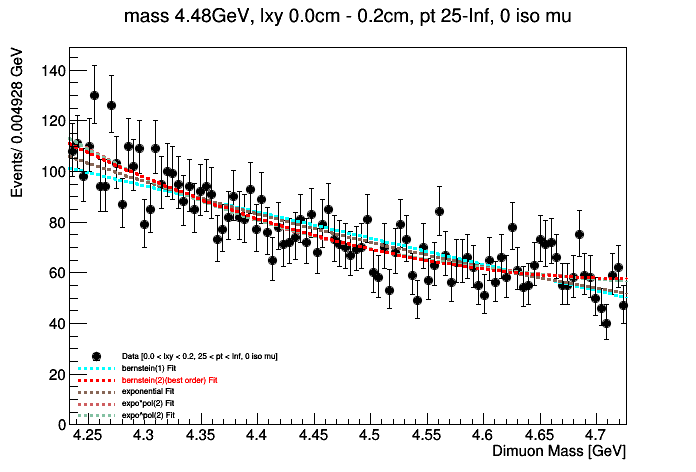 mass 4.48GeV, lxy 0.0cm - 0.2cm, pt 25-Inf, 0 iso mu
Events/ 0.004928 GeV
140
120
100
80
60
40
20
0
Data [0.0 < lxy < 0.2, 25 < pt < Inf, 0 iso mu]
bernstein(1) Fit
bernstein(2)(best order) Fit
exponential Fit
expo*pol(2) Fit
expo^pol(2) Fit
4.25 4.3 4.35 4.4 4.45 4.5 4.55 4.6 4.65 4.7
Dimuon Mass [GeV]